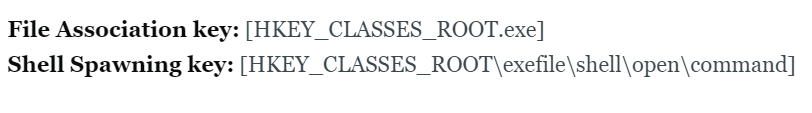 File Association key: [HKEY_CLASSES_ROOT.exe]
Shell Spawning key: [HKEY_CLASSES_ROOT\exefile\shell\open\command]